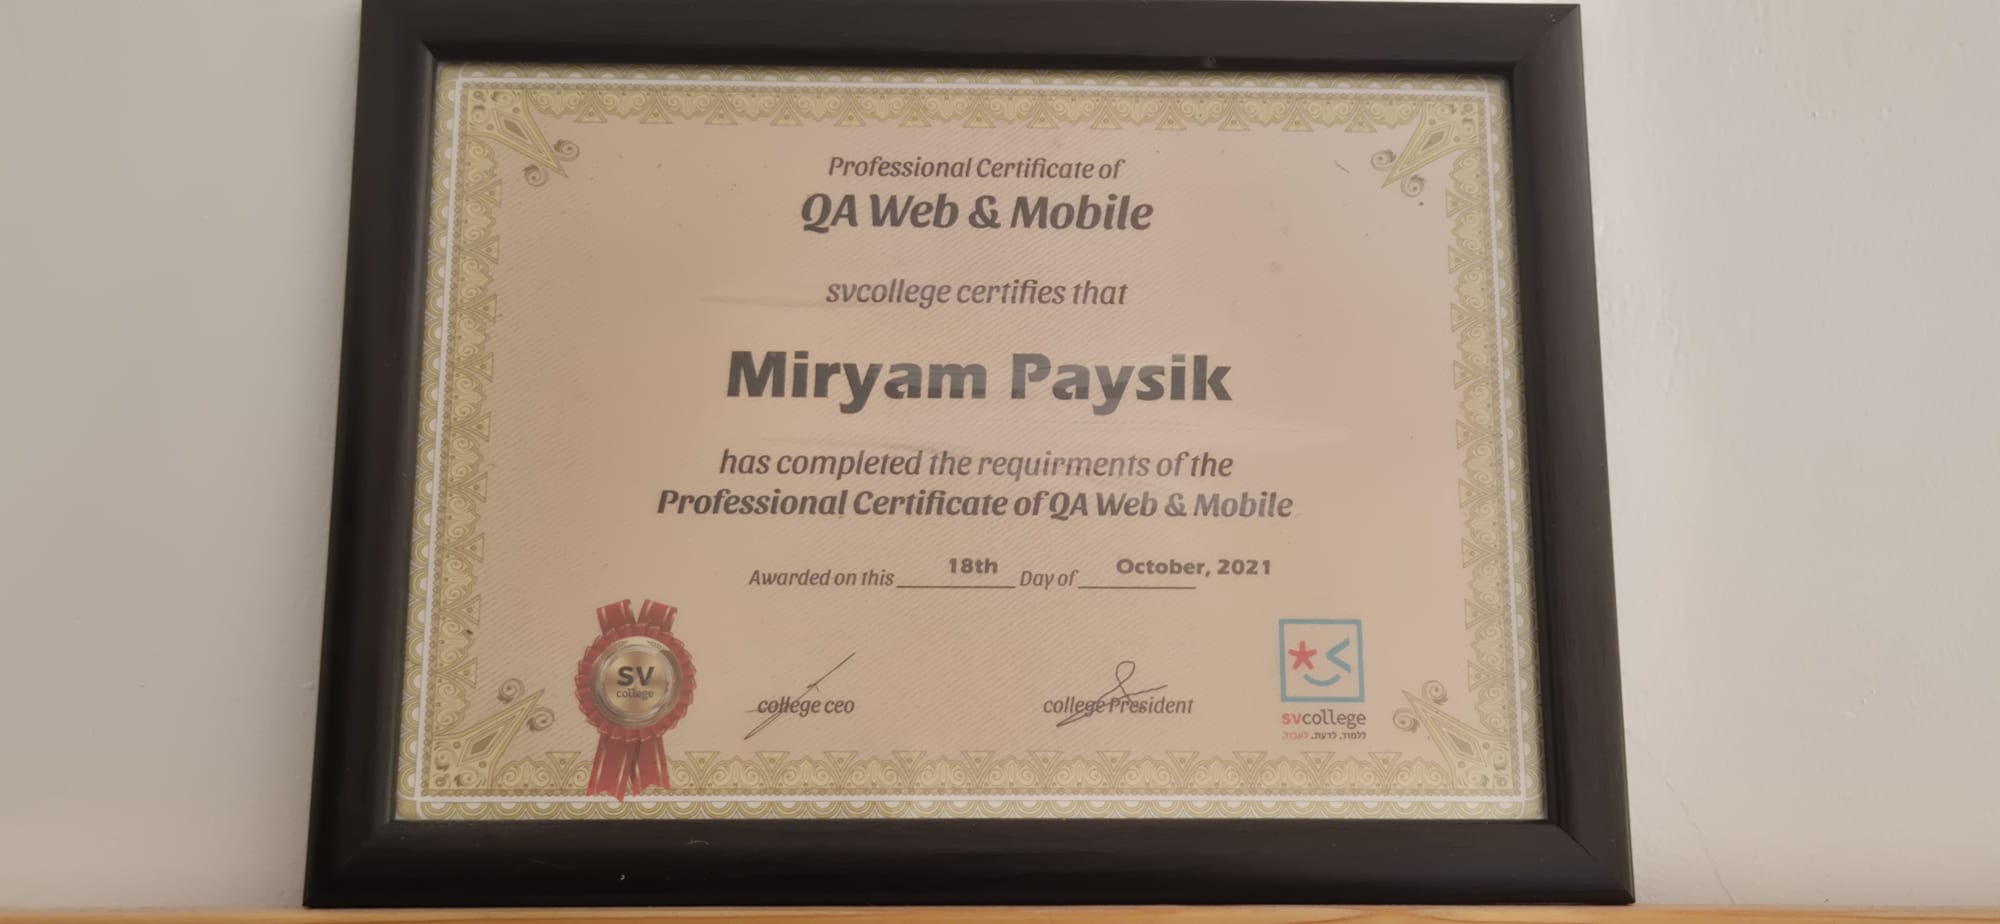 Professional Certificate of
QA Web & Mobile
svcollege certifies that
Miryam Paysik
has completed the requirments of the
Professional Certificate of QA Web & Mobile
Awarded on this 18th Day of October, 2021
SV
college
college ceo
college President
svcollege
ללמוד, לדעת, לעבוד.